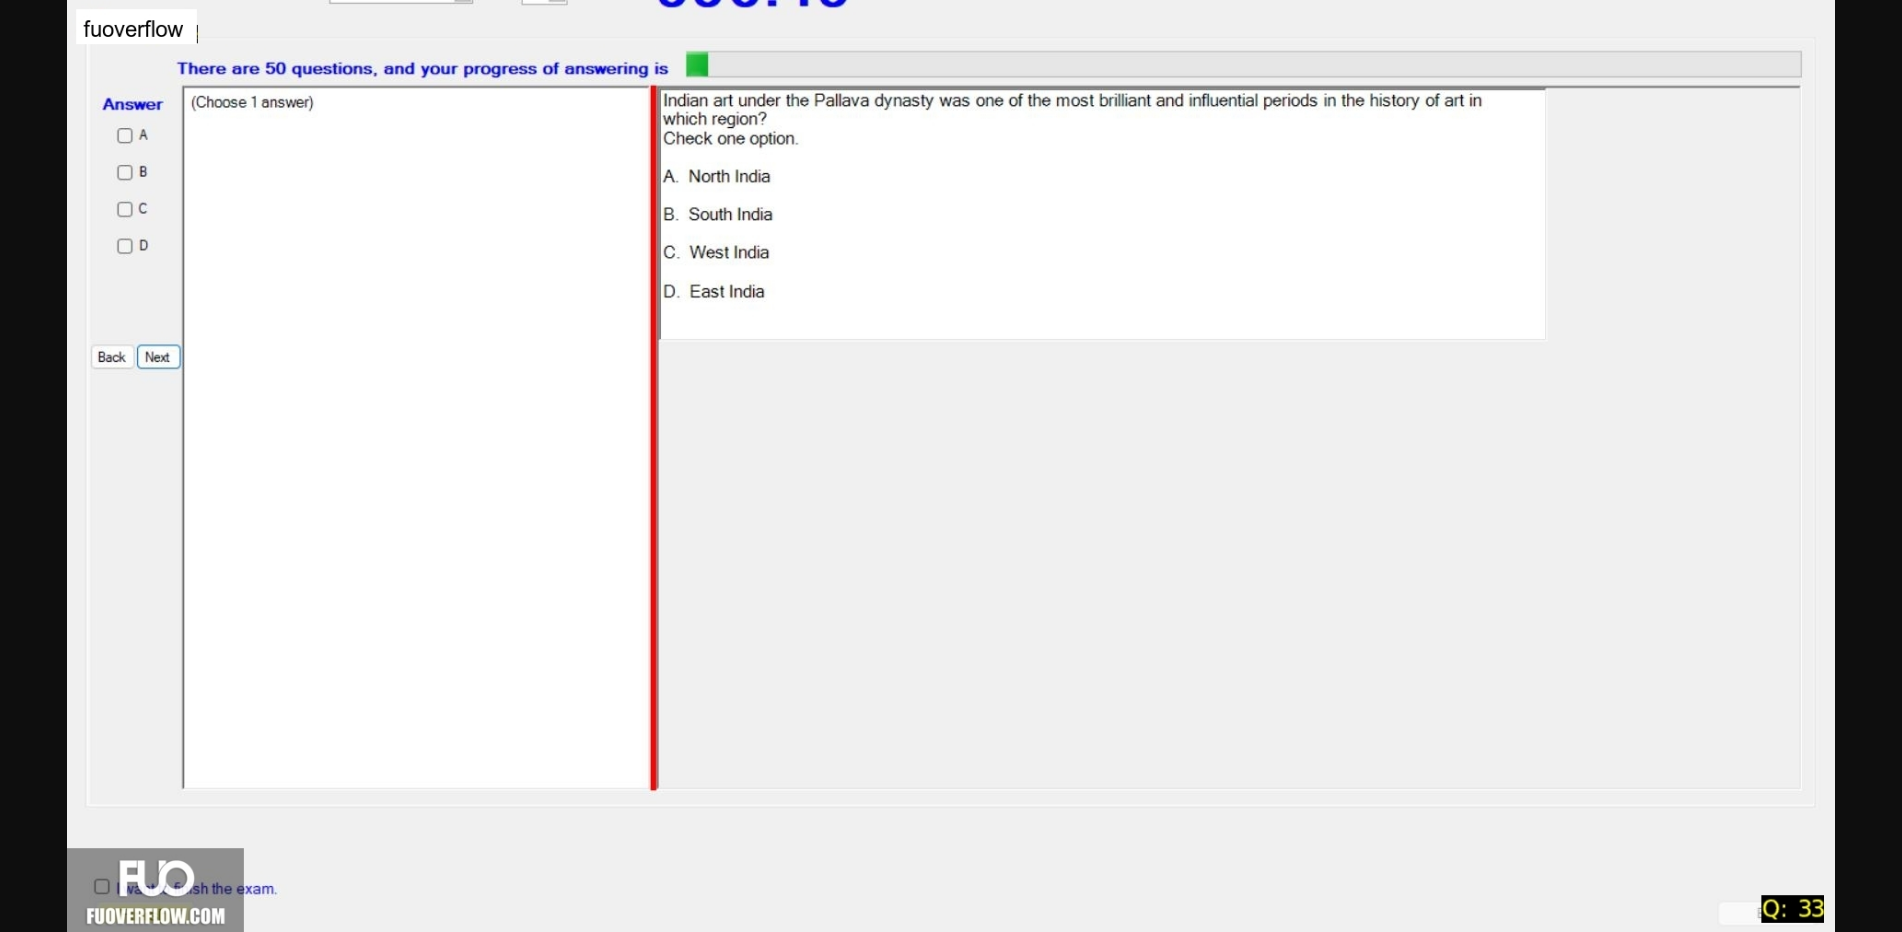 fuoverflow
There are 50 questions, and your progress of answering is
Answer
A
B
C
D
Back Next
(Choose 1 answer)
Indian art under the Pallava dynasty was one of the most brilliant and influential periods in the history of art in
which region?
Check one option.
A. North India
B. South India
C. West India
D. East India
FUO
sh the exam.
FUOVERFLOW.COM
Q: 33